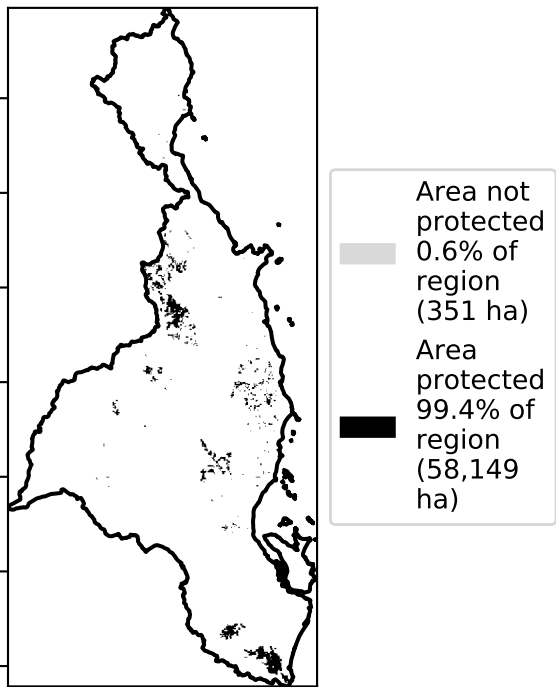 Area not
protected
0.6% of
region
(351 ha)
Area
protected
99.4% of
region
(58,149
ha)